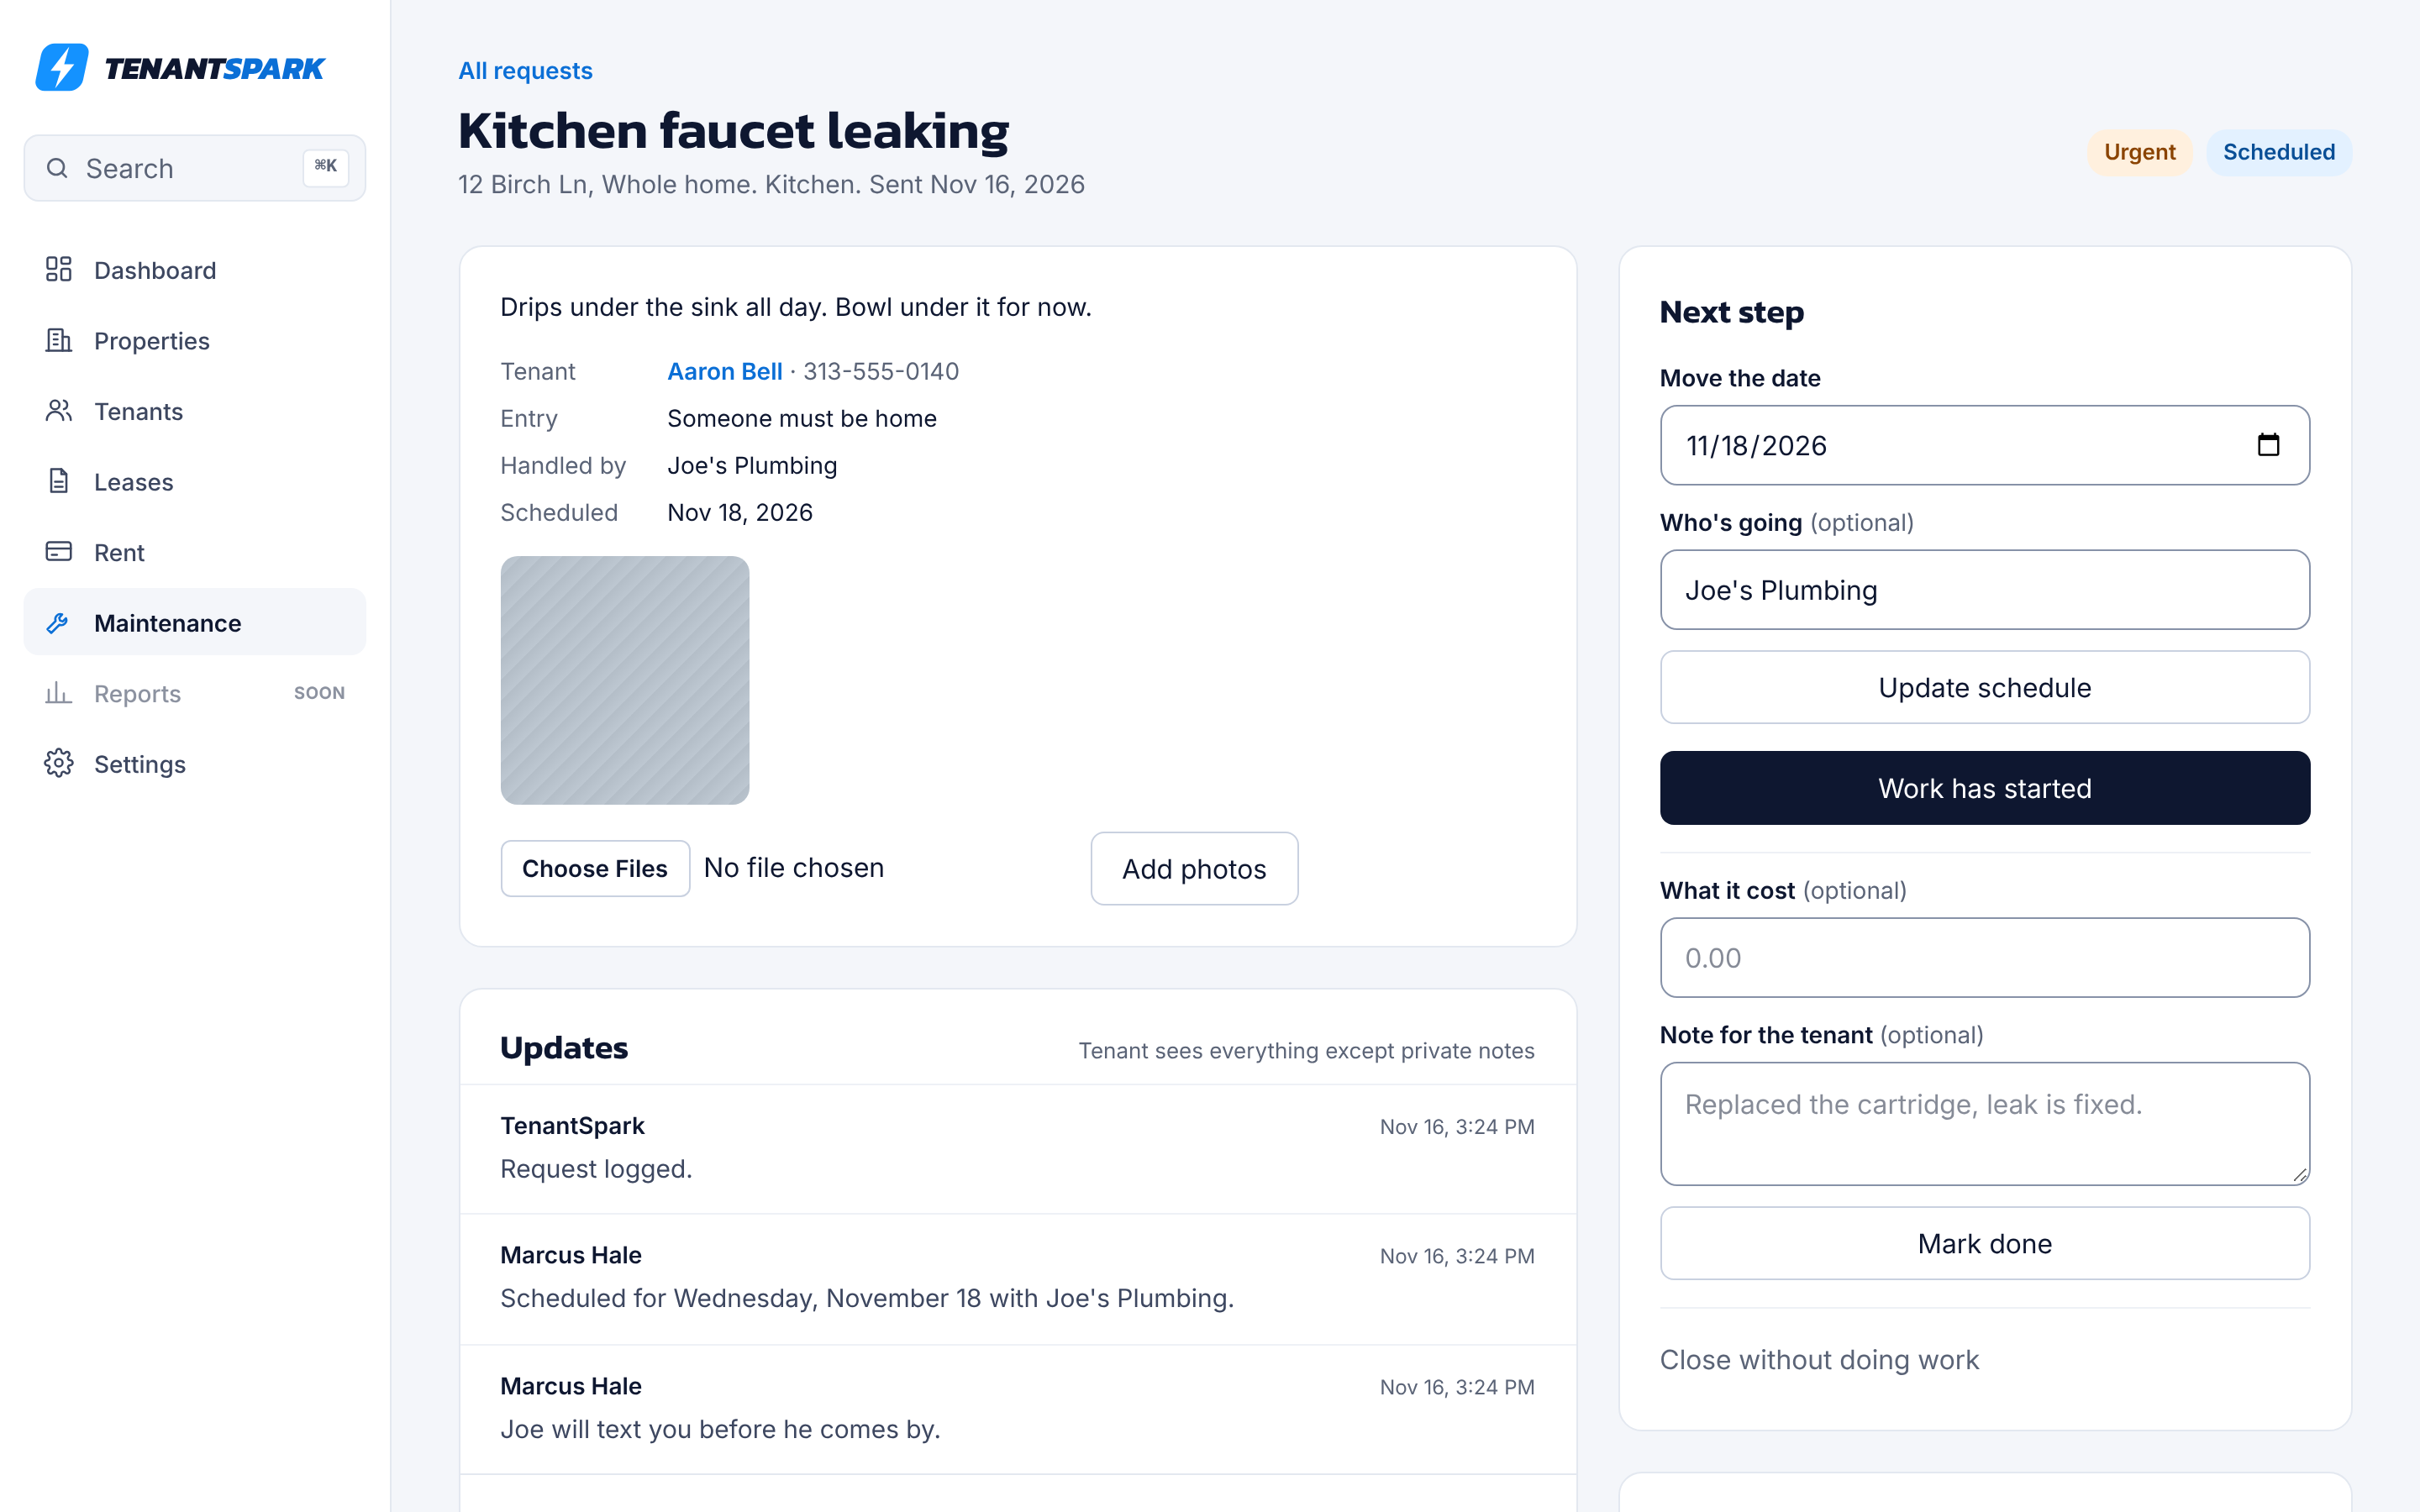 TENANTSPARK
Search ⌘K
Dashboard
Properties
Tenants
Leases
Rent
Maintenance
Reports SOON
Settings
All requests
Kitchen faucet leaking
12 Birch Ln, Whole home. Kitchen. Sent Nov 16, 2026
Urgent Scheduled
Drips under the sink all day. Bowl under it for now.
Tenant Aaron Bell · 313-555-0140
Entry Someone must be home
Handled by Joe's Plumbing
Scheduled Nov 18, 2026
Choose Files No file chosen Add photos
Updates Tenant sees everything except private notes
TenantSpark Nov 16, 3:24 PM
Request logged.
Marcus Hale Nov 16, 3:24 PM
Scheduled for Wednesday, November 18 with Joe's Plumbing.
Marcus Hale Nov 16, 3:24 PM
Joe will text you before he comes by.
Next step
Move the date
11/18/2026
Who's going (optional)
Joe's Plumbing
Update schedule
Work has started
What it cost (optional)
0.00
Note for the tenant (optional)
Replaced the cartridge, leak is fixed.
Mark done
Close without doing work